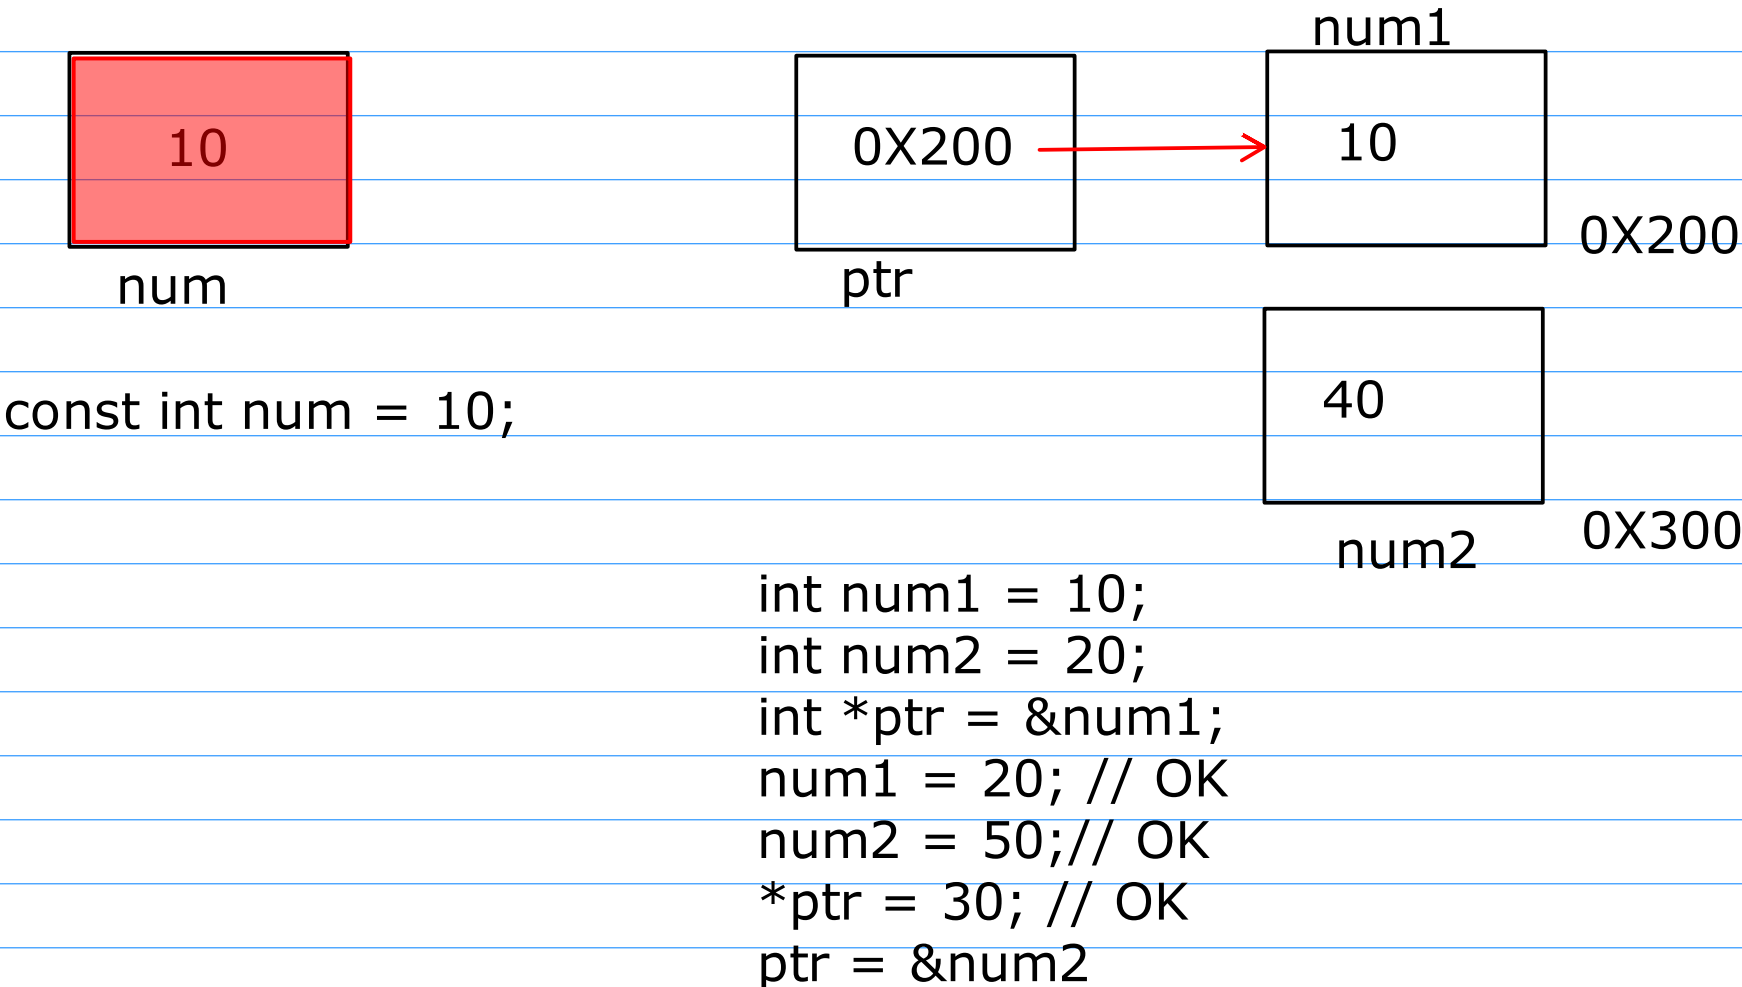 num1
10
0X200
10
0X200
num
ptr
40
const int num = 10;
0X300
num2
int num1 = 10;
int num2 = 20;
int *ptr = &num1;
num1 = 20; // OK
num2 = 50;// OK
*ptr = 30; // OK
ptr = &num2